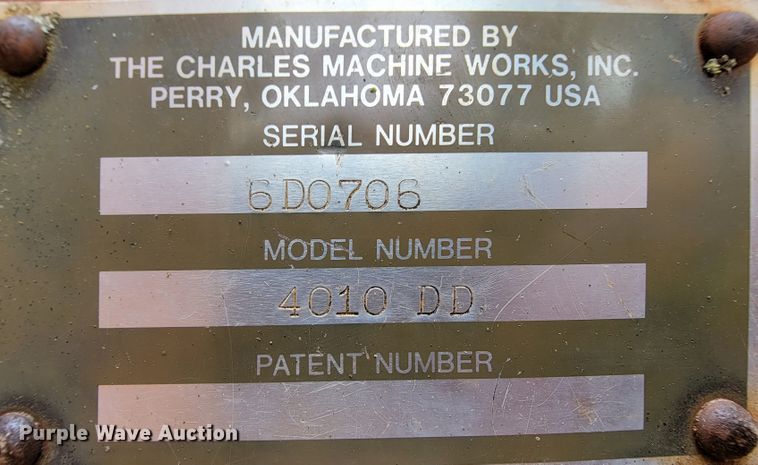 MANUFACTURED BY
THE CHARLES MACHINE WORKS, INC.
PERRY, OKLAHOMA 73077 USA
SERIAL NUMBER
6D0706
MODEL NUMBER
4010 DD
PATENT NUMBER
Purple Wave Auction